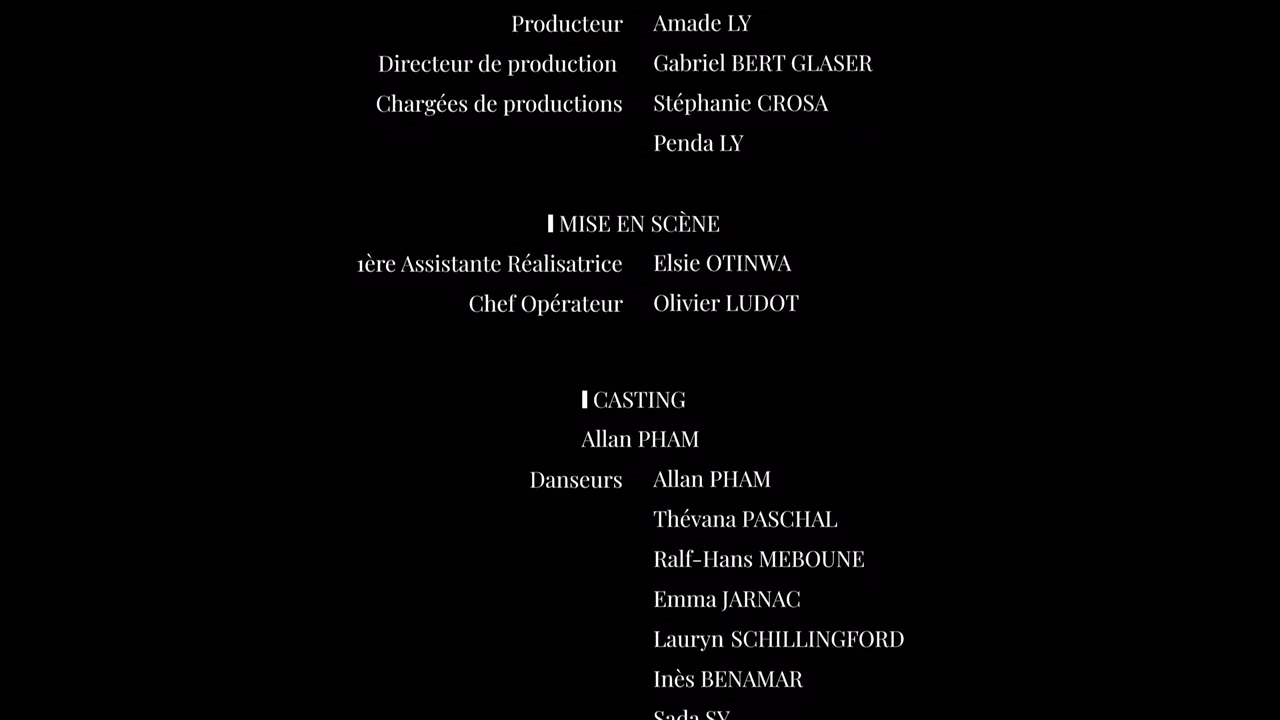 Producteur Amade LY
Directeur de production Gabriel BERT GLASER
Chargées de productions Stéphanie CROSA
Penda LY
MISE EN SCÈNE
1ère Assistante Réalisatrice Elsie OTINWA
Chef Opérateur Olivier LUDOT
CASTING
Allan PHAM
Danseurs Allan PHAM
Thévana PASCHAL
Ralf-Hans MEBOUNE
Emma JARNAC
Lauryn SCHILLINGFORD
Inès BENAMAR
Sada SY